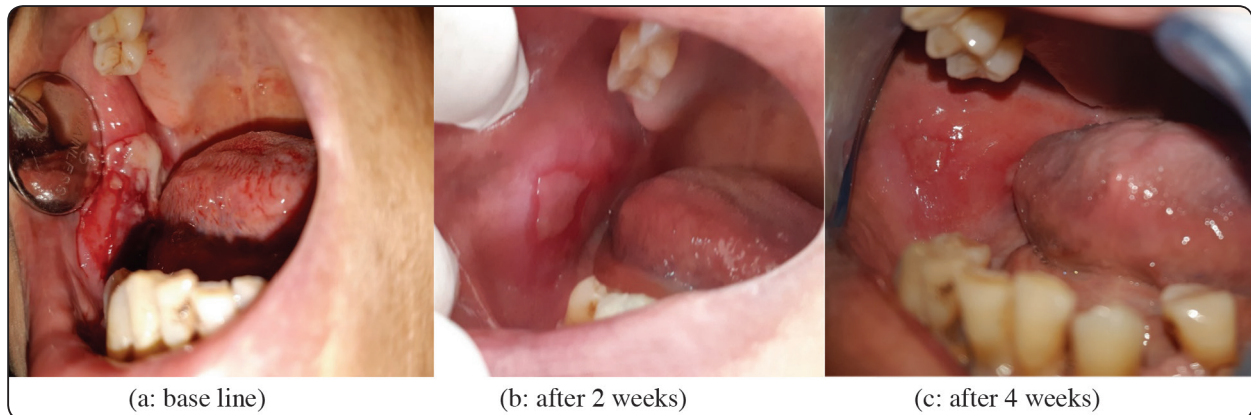 (a: base line)
(b: after 2 weeks)
(c: after 4 weeks)